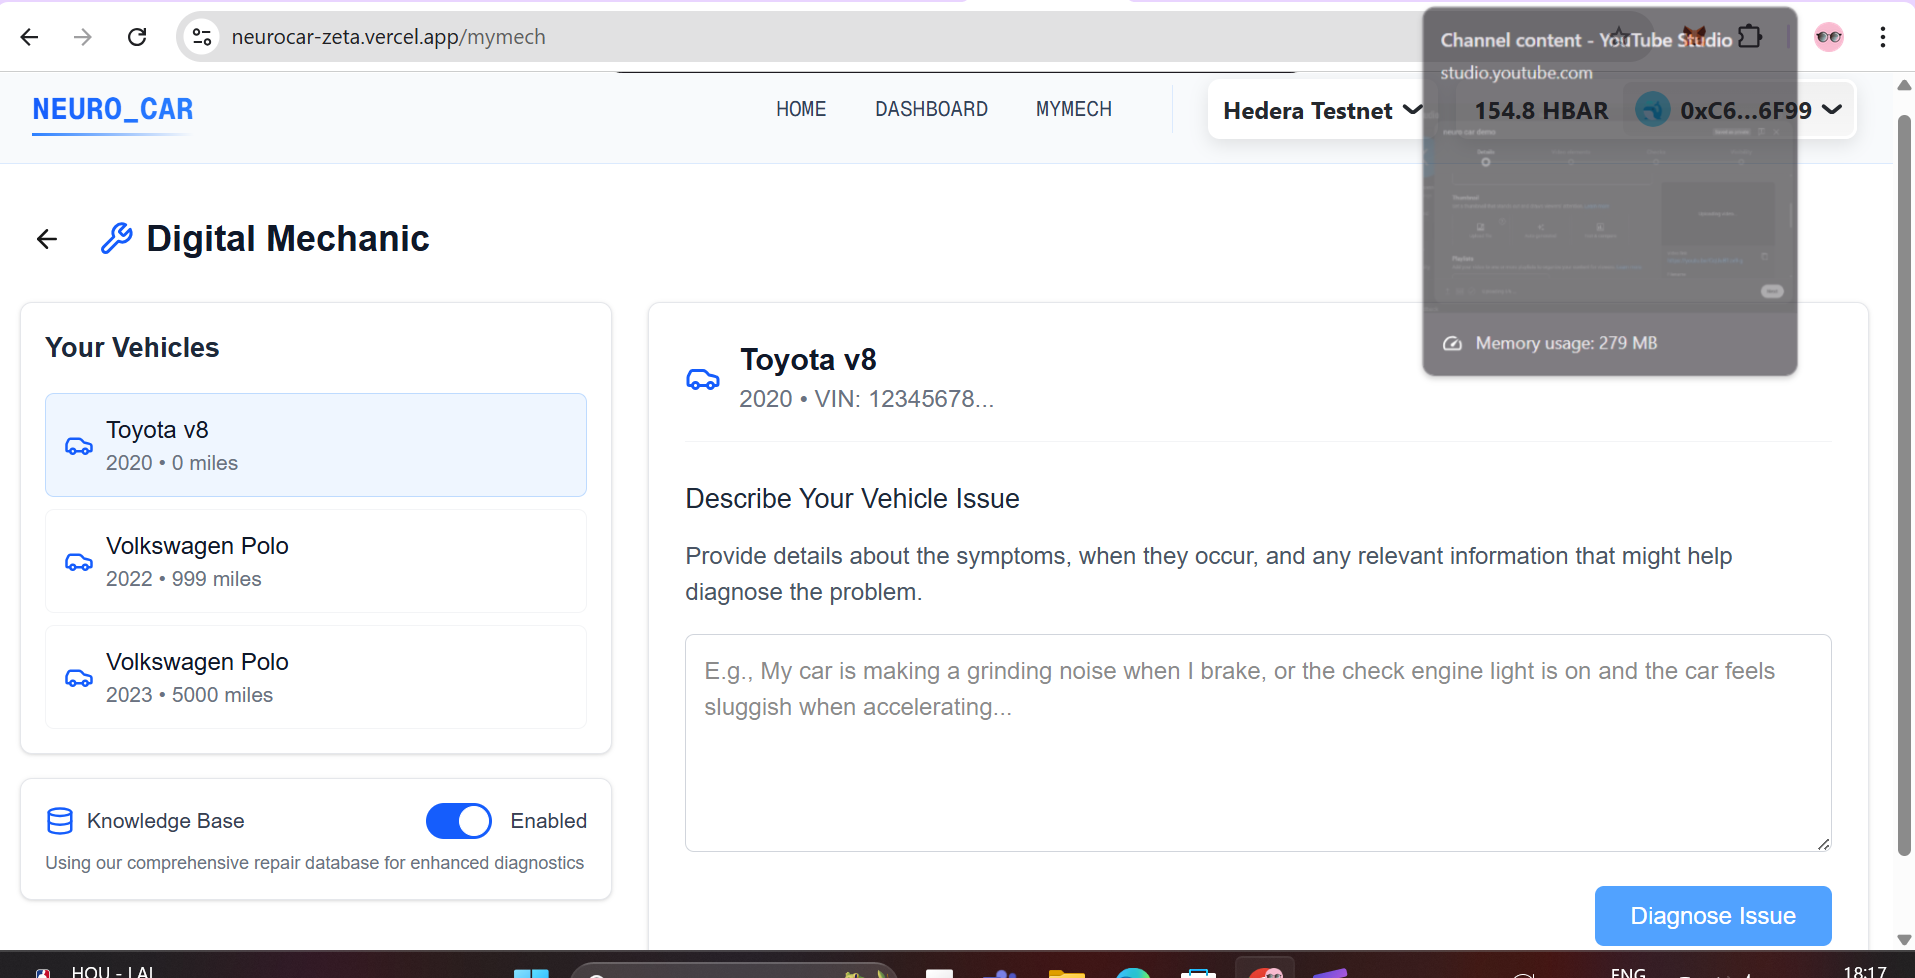 neurocar-zeta.vercel.app/mymech
Channel content - YouTube Studio
studio.youtube.com
NEURO_CAR
HOME
DASHBOARD
MYMECH
Hedera Testnet
154.8 HBAR
0xC6...6F99
Memory usage: 279 MB
Digital Mechanic
Your Vehicles
Toyota v8
2020 • 0 miles
Volkswagen Polo
2022 • 999 miles
Volkswagen Polo
2023 • 5000 miles
Knowledge Base
Enabled
Using our comprehensive repair database for enhanced diagnostics
Toyota v8
2020 • VIN: 12345678...
Describe Your Vehicle Issue
Provide details about the symptoms, when they occur, and any relevant information that might help
diagnose the problem.
E.g., My car is making a grinding noise when I brake, or the check engine light is on and the car feels
sluggish when accelerating...
Diagnose Issue
HOU - LAL
ENG
18:17